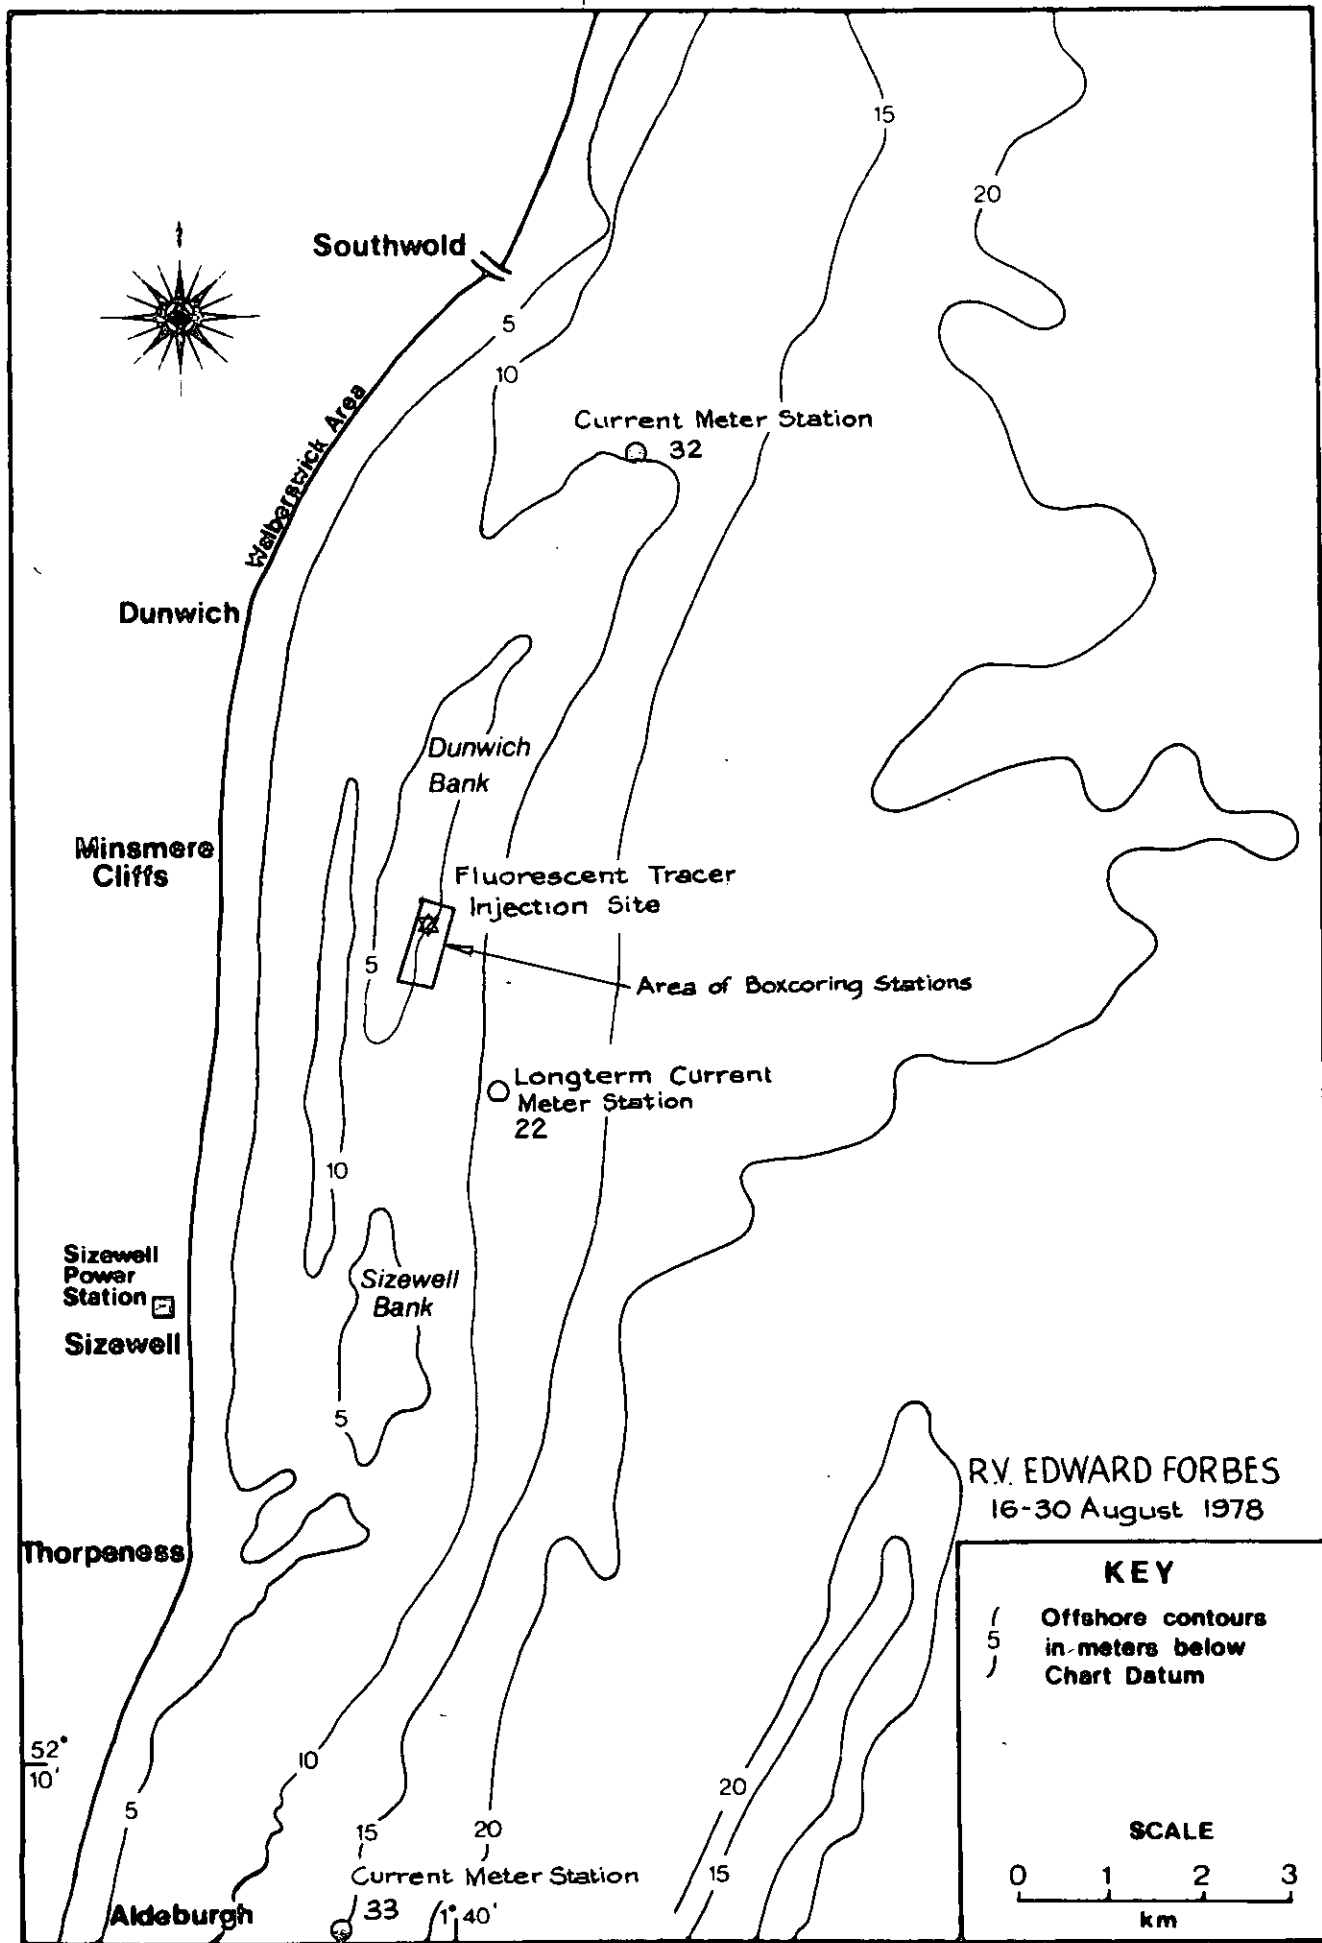 15
20
Southwold
5
10
Current Meter Station
32
Walberswick Area
Dunwich
Dunwich
Bank
Minsmere
Cliffs
Fluorescent Tracer
Injection Site
5
Area of Boxcoring Stations
Longterm Current
Meter Station
22
10
Sizewell
Power
Station
Sizewell
Bank
Sizewell
5
R.V. EDWARD FORBES
16-30 August 1978
Thorpeness
KEY
5
Offshore contours
in meters below
Chart Datum
52°
10'
10
5
20
15
20
15
SCALE
0 1 2 3
km
Current Meter Station
33
1° 40'
Aldeburgh